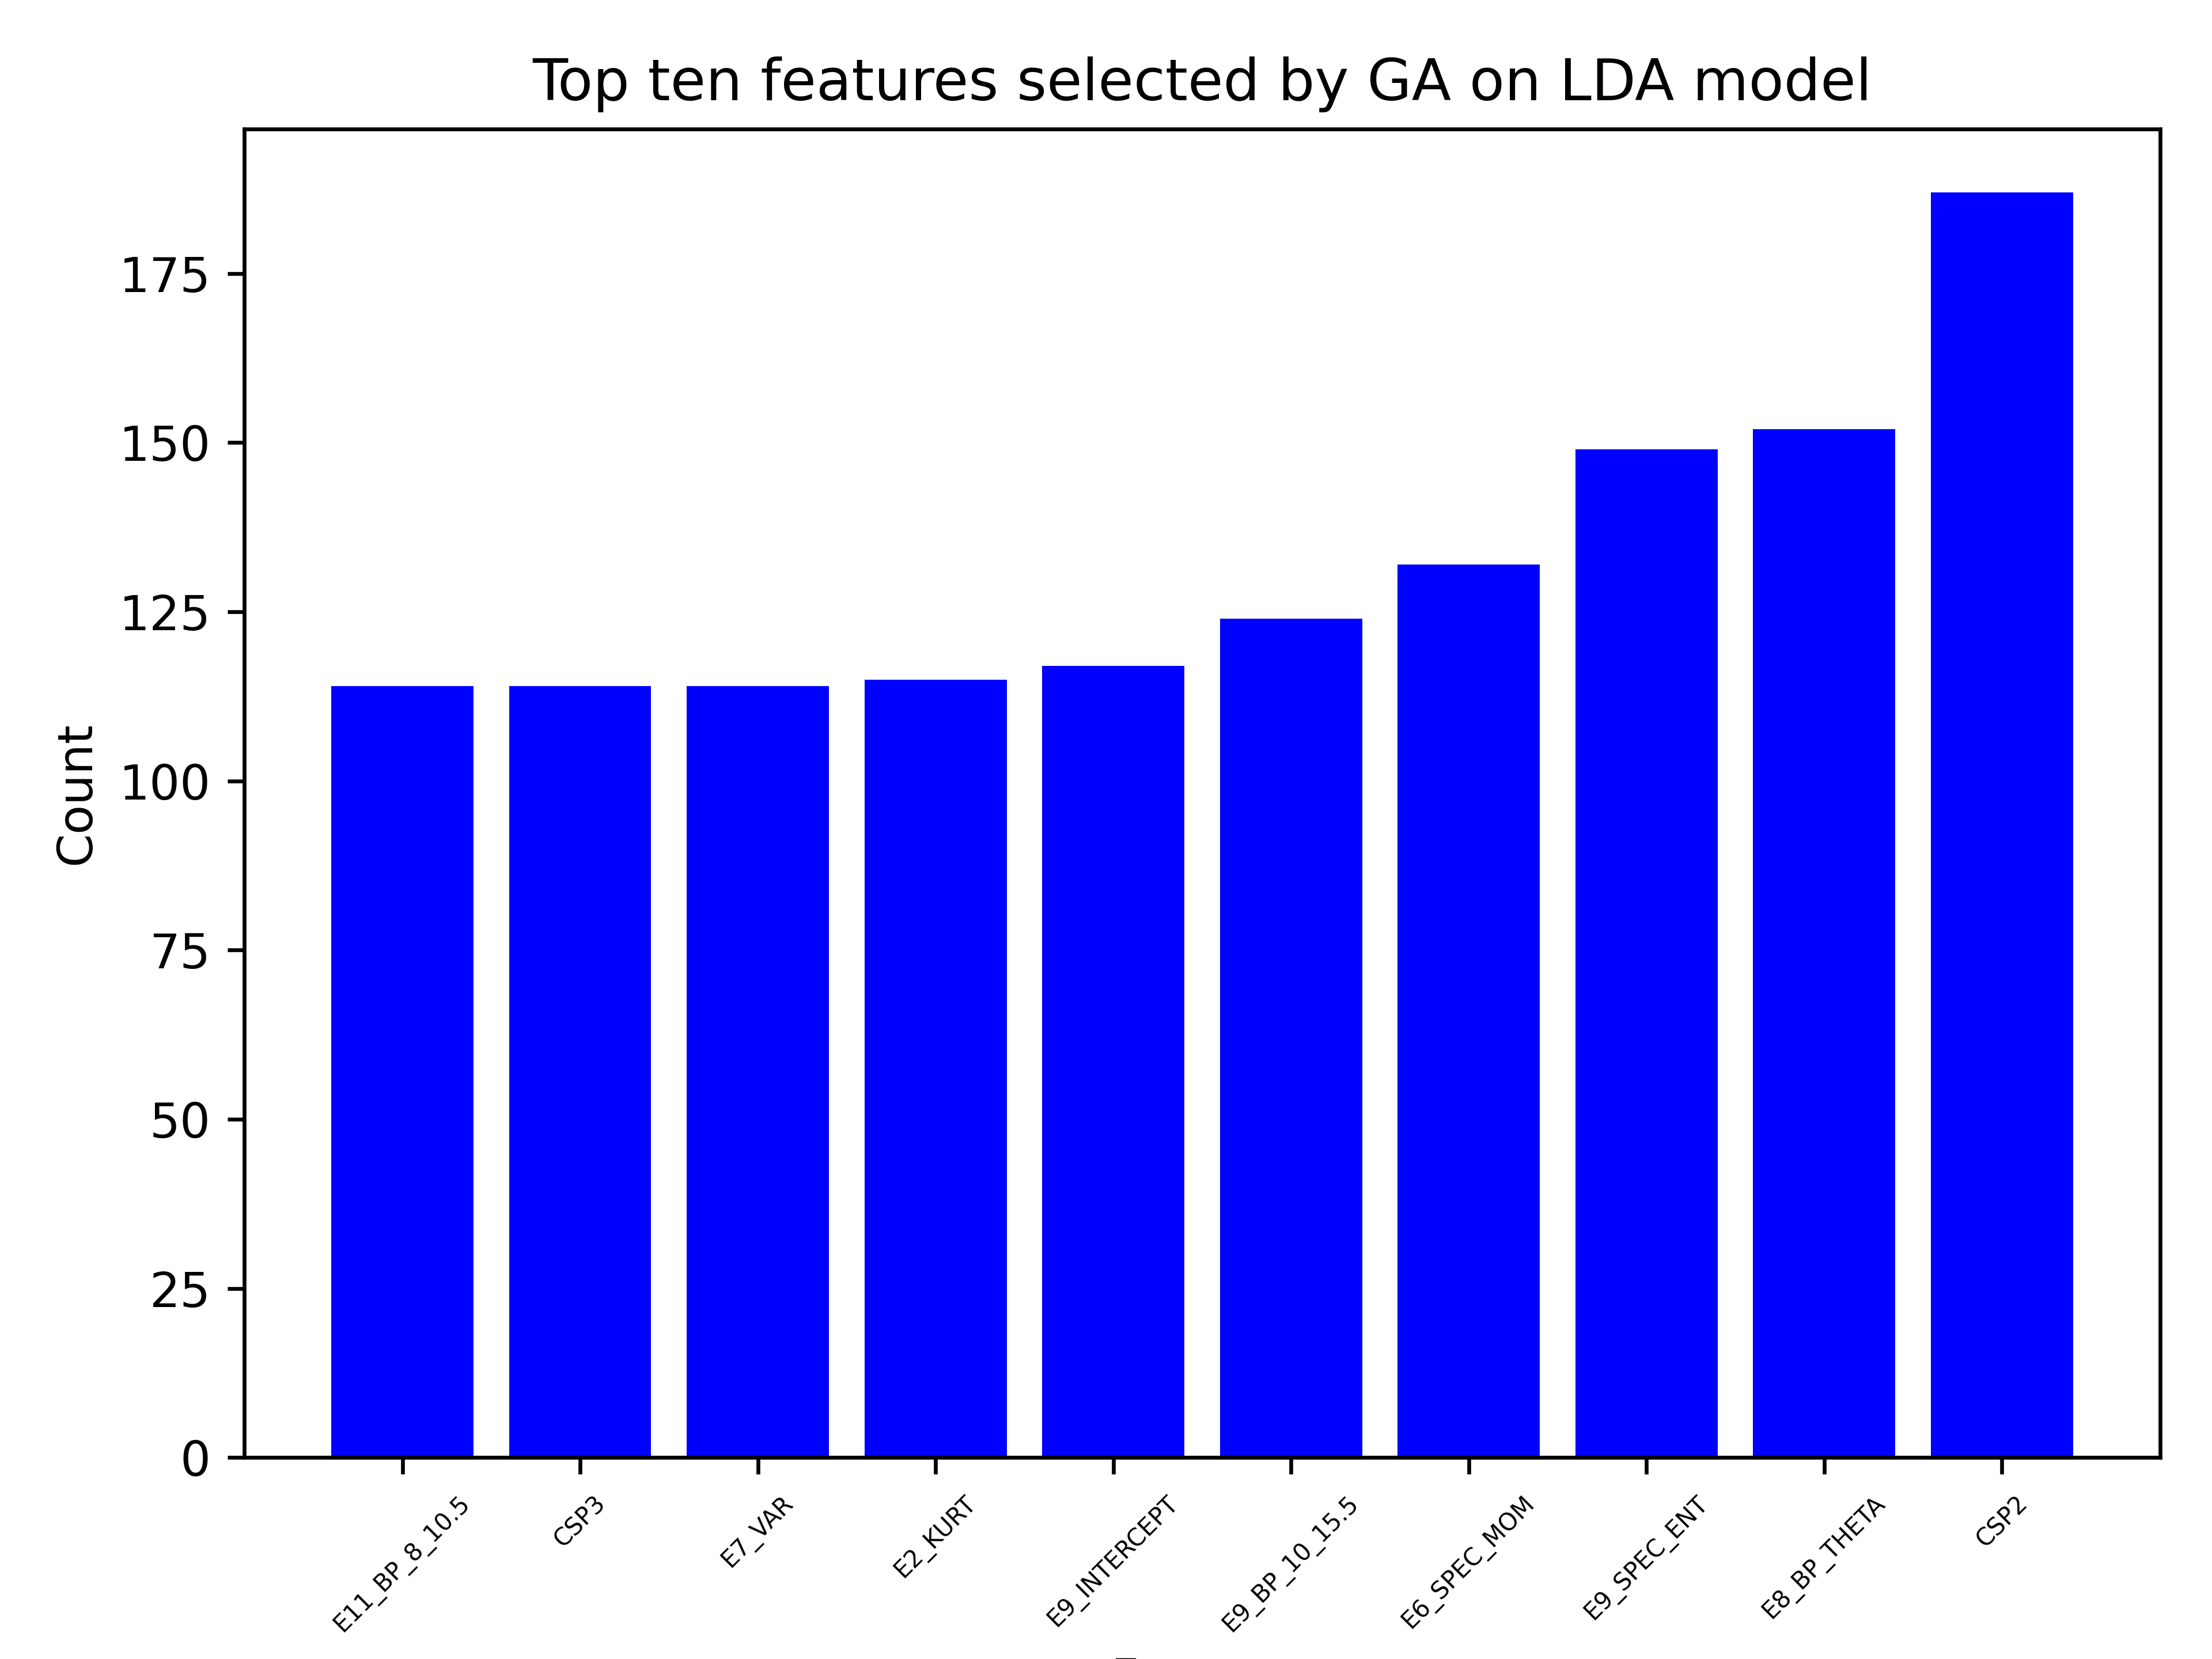 Top ten features selected by GA on LDA model
Count
175
150
125
100
75
50
25
0
E11_BP_8_10.5
CSP3
E7_VAR
E2_KURT
E9_INTERCEPT
E9_BP_10_15.5
E6_SPEC_MOM
E9_SPEC_ENT
E8_BP_THETA
CSP2